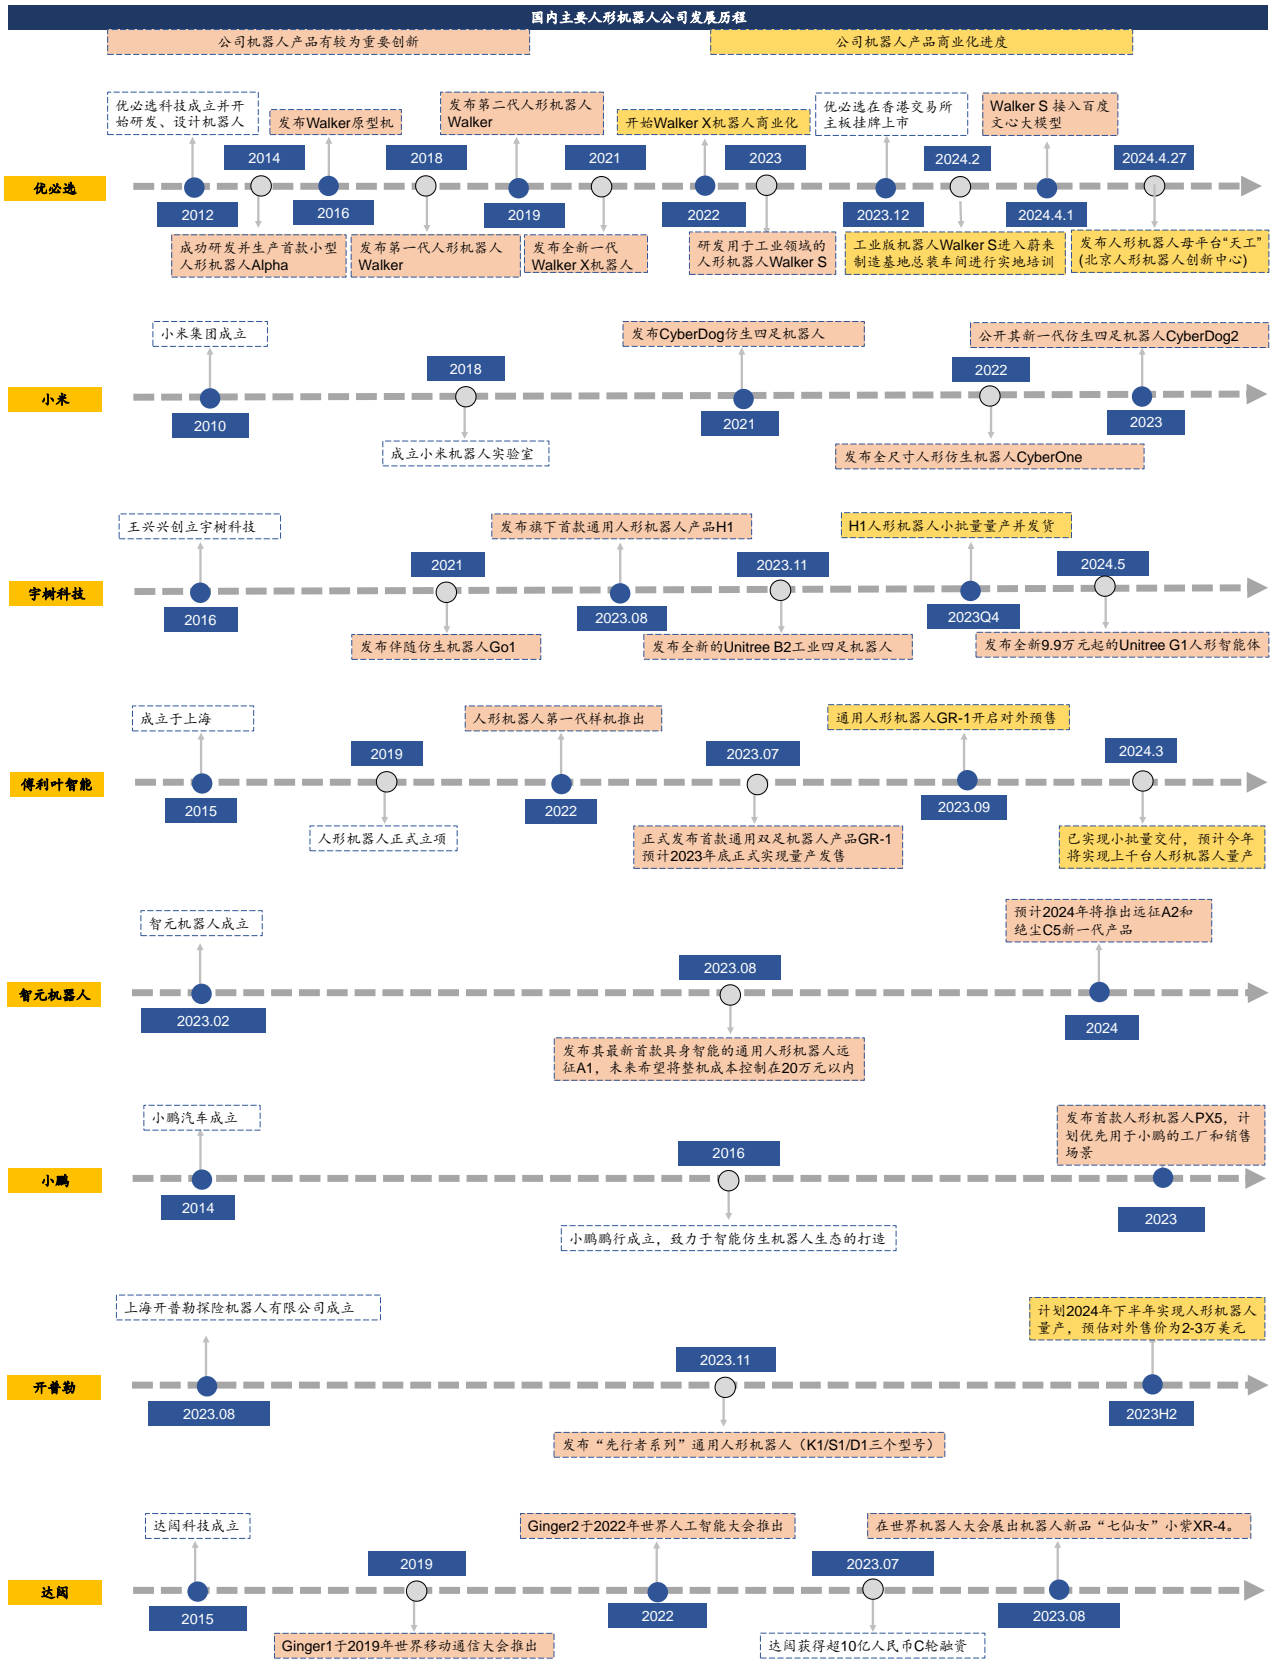 国内主要人形机器人公司发展历程
公司机器人产品有较为重要创新
公司机器人产品商业化进度
优必选科技成立并开
始研发、设计机器人
发布Walker原型机
发布第二代人形机器人
Walker
开始Walker X机器人商业化
优必选在香港交易所
主板挂牌上市
Walker S 接入百度
文心大模型
2014
2018
2021
2023
2024.2
2024.4.27
优必选
2012
2016
2019
2022
2023.12
2024.4.1
成功研发并生产首款小型
人形机器人Alpha
发布第一代人形机器人
Walker
发布全新一代
Walker X机器人
研发用于工业领域的
人形机器人Walker S
工业版机器人Walker S进入蔚来
制造基地总装车间进行实地培训
发布人形机器人母平台“天工”
(北京人形机器人创新中心)
小米集团成立
发布CyberDog仿生四足机器人
公开其新一代仿生四足机器人CyberDog2
2018
2022
小米
2010
2021
2023
成立小米机器人实验室
发布全尺寸人形仿生机器人CyberOne
王兴兴创立宇树科技
发布旗下首款通用人形机器人产品H1
H1人形机器人小批量量产并发货
2021
2023.11
2024.5
宇树科技
2016
2023.08
2023Q4
发布伴随仿生机器人Go1
发布全新的Unitree B2工业四足机器人
发布全新9.9万元起的Unitree G1人形智能体
成立于上海
人形机器人第一代样机推出
通用人形机器人GR-1开启对外预售
2019
2023.07
2024.3
傅利叶智能
2015
2022
2023.09
人形机器人正式立项
正式发布首款通用双足机器人产品GR-1
预计2023年底正式实现量产发售
已实现小批量交付，预计今年
将实现上千台人形机器人量产
智元机器人成立
预计2024年将推出远征A2和
绝尘C5新一代产品
2023.08
智元机器人
2023.02
2024
发布其最新首款具身智能的通用人形机器人远
征A1，未来希望将整机成本控制在20万元以内
小鹏汽车成立
发布首款人形机器人PX5，计
划优先用于小鹏的工厂和销售
场景
2016
小鹏
2014
2023
小鹏鹏行成立，致力于智能仿生机器人生态的打造
上海开普勒探险机器人有限公司成立
计划2024年下半年实现人形机器人
量产，预估对外售价为2-3万美元
2023.11
开普勒
2023.08
2023H2
发布“先行者系列”通用人形机器人（K1/S1/D1三个型号）
达闼科技成立
Ginger2于2022年世界人工智能大会推出
在世界机器人大会展出机器人新品“七仙女”小紫XR-4。
2019
2023.07
达闼
2015
2022
2023.08
Ginger1于2019年世界移动通信大会推出
达闼获得超10亿人民币C轮融资